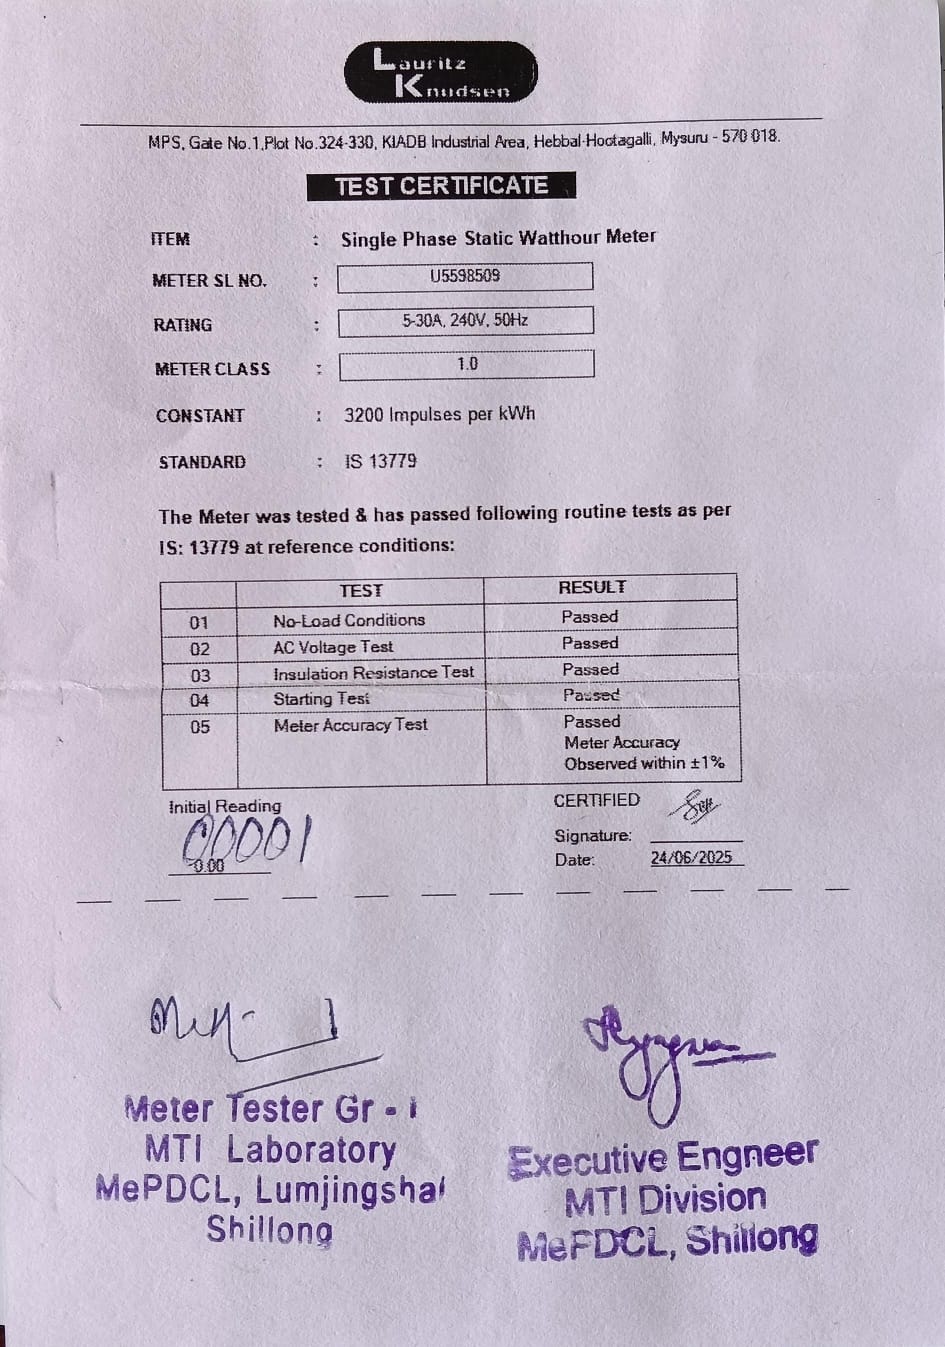 Lauritz
Knudsen
MPS, Gate No.1,Plot No.324-330, KIADB Industrial Area, Hebbal-Hootagalli, Mysuru - 570 018.
TEST CERTIFICATE
ITEM : Single Phase Static Watthour Meter
METER SL NO. : U5598509
RATING : 5-30A, 240V, 50Hz
METER CLASS : 1.0
CONSTANT : 3200 Impulses per kWh
STANDARD : IS 13779
The Meter was tested & has passed following routine tests as per
IS: 13779 at reference conditions:
TEST RESULT
01 No-Load Conditions Passed
02 AC Voltage Test Passed
03 Insulation Resistance Test Passed
04 Starting Test Passed
05 Meter Accuracy Test Passed
Meter Accuracy
Observed within ±1%
Initial Reading CERTIFIED
00001
0.00
Signature:
Date: 24/06/2025
Meter Tester Gr - I
MTI Laboratory
MePDCL, Lumjingshai
Shillong
Executive Engneer
MTI Division
MePDCL, Shillong